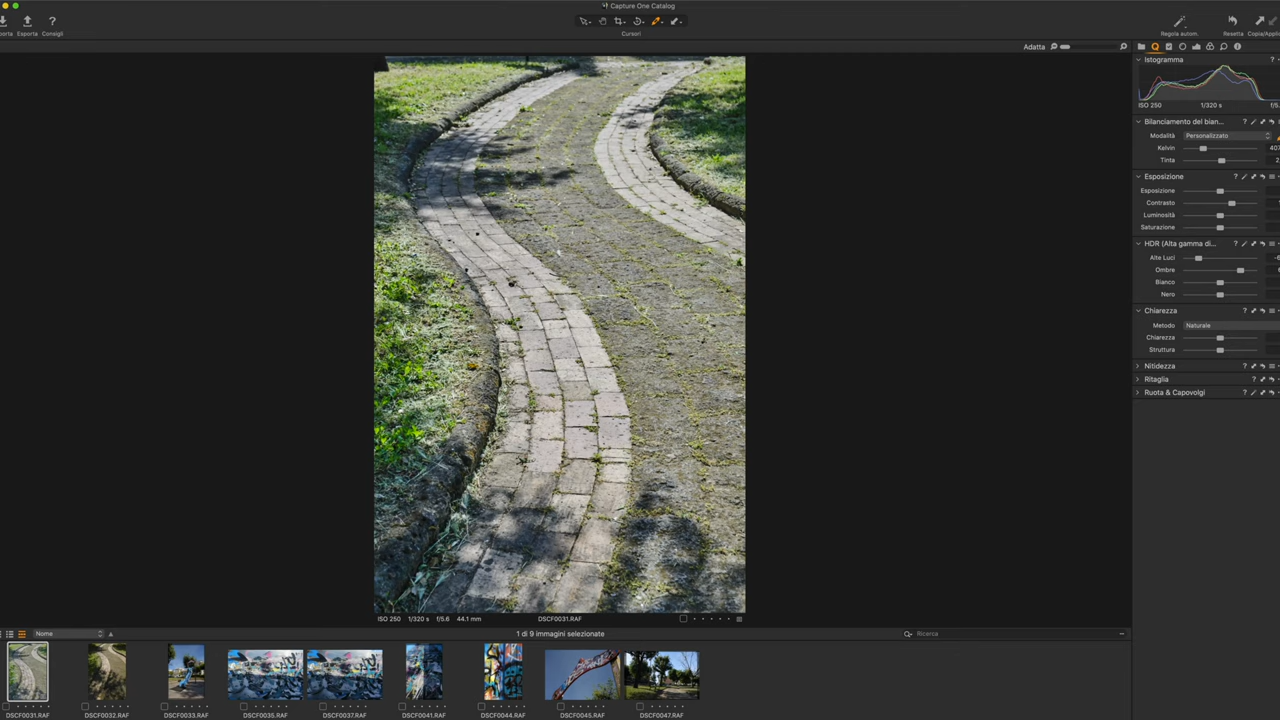 Capture One Catalog
Esporta
Consigli
Cursori
Regola autom.
Resetta
Adatta
Istogramma
ISO 250
1/320 s
Bilanciamento del bian...
Modalità
Personalizzato
Kelvin
Tinta
Esposizione
Esposizione
Contrasto
Luminosità
Saturazione
HDR (Alta gamma di...
Alte Luci
Ombre
Bianco
Nero
Chiarezza
Metodo
Naturale
Chiarezza
Struttura
Nitidezza
Ritaglia
Ruota & Capovolgi
ISO 250 1/320 s f/5.6 44.1 mm
DSCF0031.RAF
Nome
1 di 9 immagini selezionate
Ricerca
DSCF0031.RAF
DSCF0032.RAF
DSCF0033.RAF
DSCF0035.RAF
DSCF0037.RAF
DSCF0041.RAF
DSCF0044.RAF
DSCF0045.RAF
DSCF0047.RAF